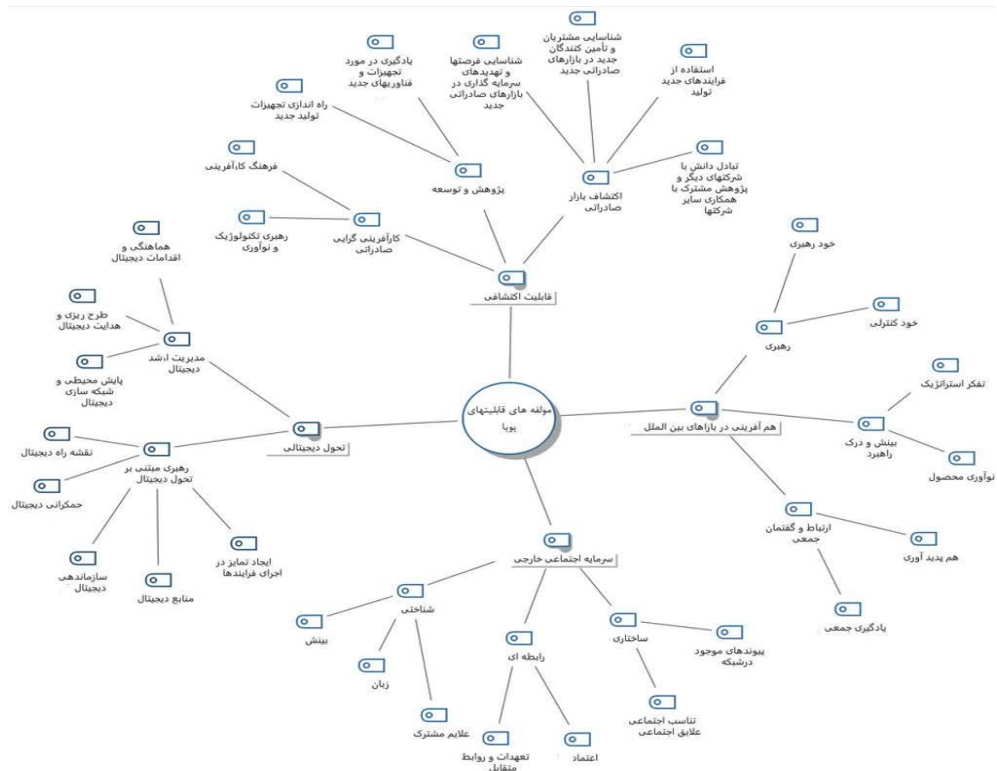 شناسایی مشتریان
و تأمین کنندگان
جدید در بازارهای
صادراتی جدید
شناسایی فرصتها
و تهدیدهای
سرمایه گذاری در
بازارهای صادراتی
جدید
یادگیری در مورد
تجهیزات و
فناوریهای جدید
استفاده از
فرایندهای جدید
تولید
راه اندازی تجهیزات
تولید جدید
تبادل دانش با
شرکتهای دیگر و
پژوهش مشترک با
همکاری سایر
شرکتها
فرهنگ کارآفرینی
پژوهش و توسعه
اکتشاف بازار
صادراتی
رهبری تکنولوژیک
و نوآوری
کارآفرینی گرایی
صادراتی
قابلیت اکتشافی
هماهنگی و
اقدامات دیجیتال
طرح ریزی و
هدایت دیجیتال
مدیریت ارشد
دیجیتال
پایش محیطی و
شبکه سازی
دیجیتال
خود رهبری
خود کنترلی
رهبری
تفکر استراتژیک
مولفه های قابلیتهای
پویا
هم آفرینی در بازاهای بین الملل
بینش و درک
راهبرد
نوآوری محصول
تحول دیجیتالی
نقشه راه دیجیتال
رهبری مبتنی بر
تحول دیجیتال
حمکرانی دیجیتال
سازماندهی
دیجیتال
منابع دیجیتال
ایجاد تمایز در
اجرای فرایندها
ارتباط و گفتمان
جمعی
هم پدید آوری
یادگیری جمعی
سرمایه اجتماعی خارجی
شناختی
بینش
زبان
علایم مشترک
رابطه ای
تعهدات و روابط
متقابل
اعتماد
ساختاری
پیوندهای موجود
درشبکه
تناسب اجتماعی
علایق اجتماعی